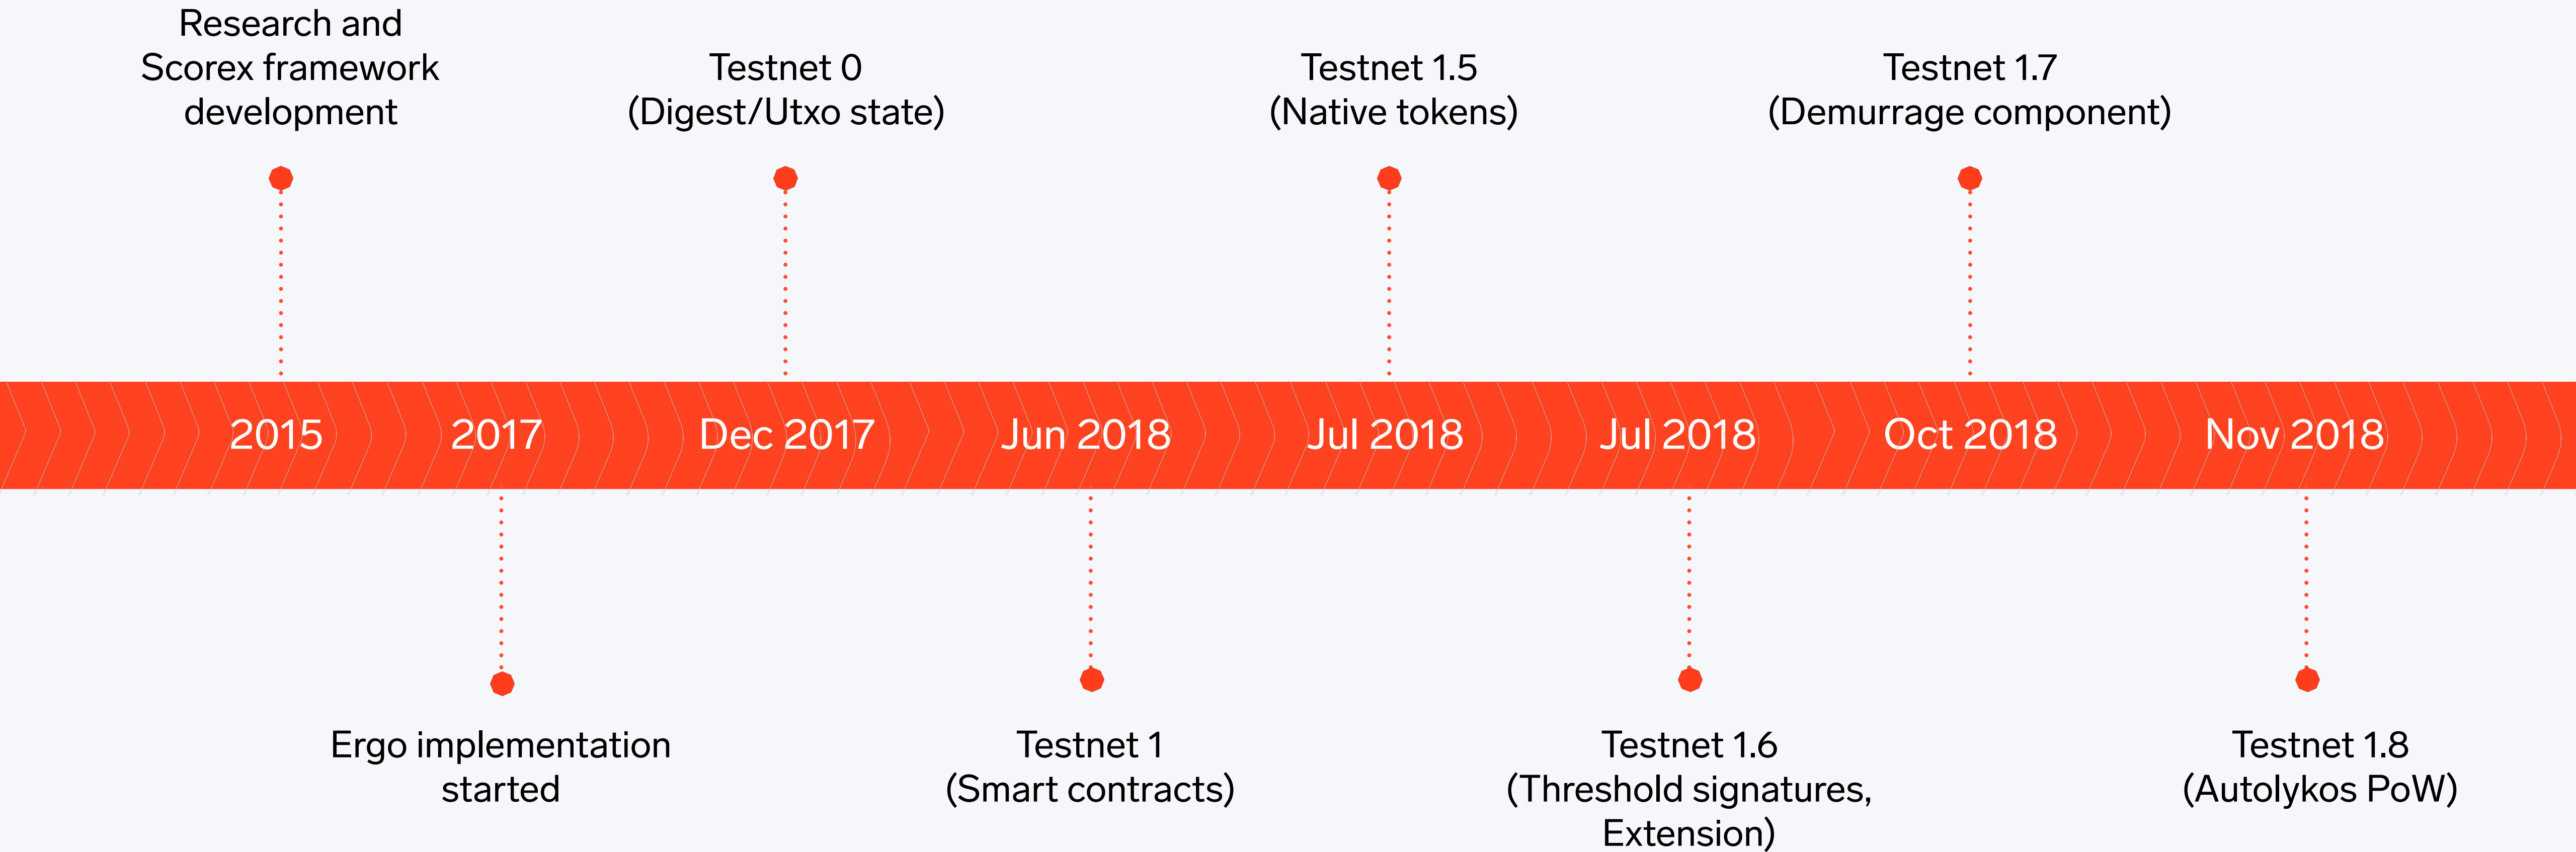 Research and
Scorex framework
development
Testnet 0
(Digest/Utxo state)
Testnet 1.5
(Native tokens)
Testnet 1.7
(Demurrage component)
2015
2017
Dec 2017
Jun 2018
Jul 2018
Jul 2018
Oct 2018
Nov 2018
Ergo implementation
started
Testnet 1
(Smart contracts)
Testnet 1.6
(Threshold signatures,
Extension)
Testnet 1.8
(Autolykos PoW)